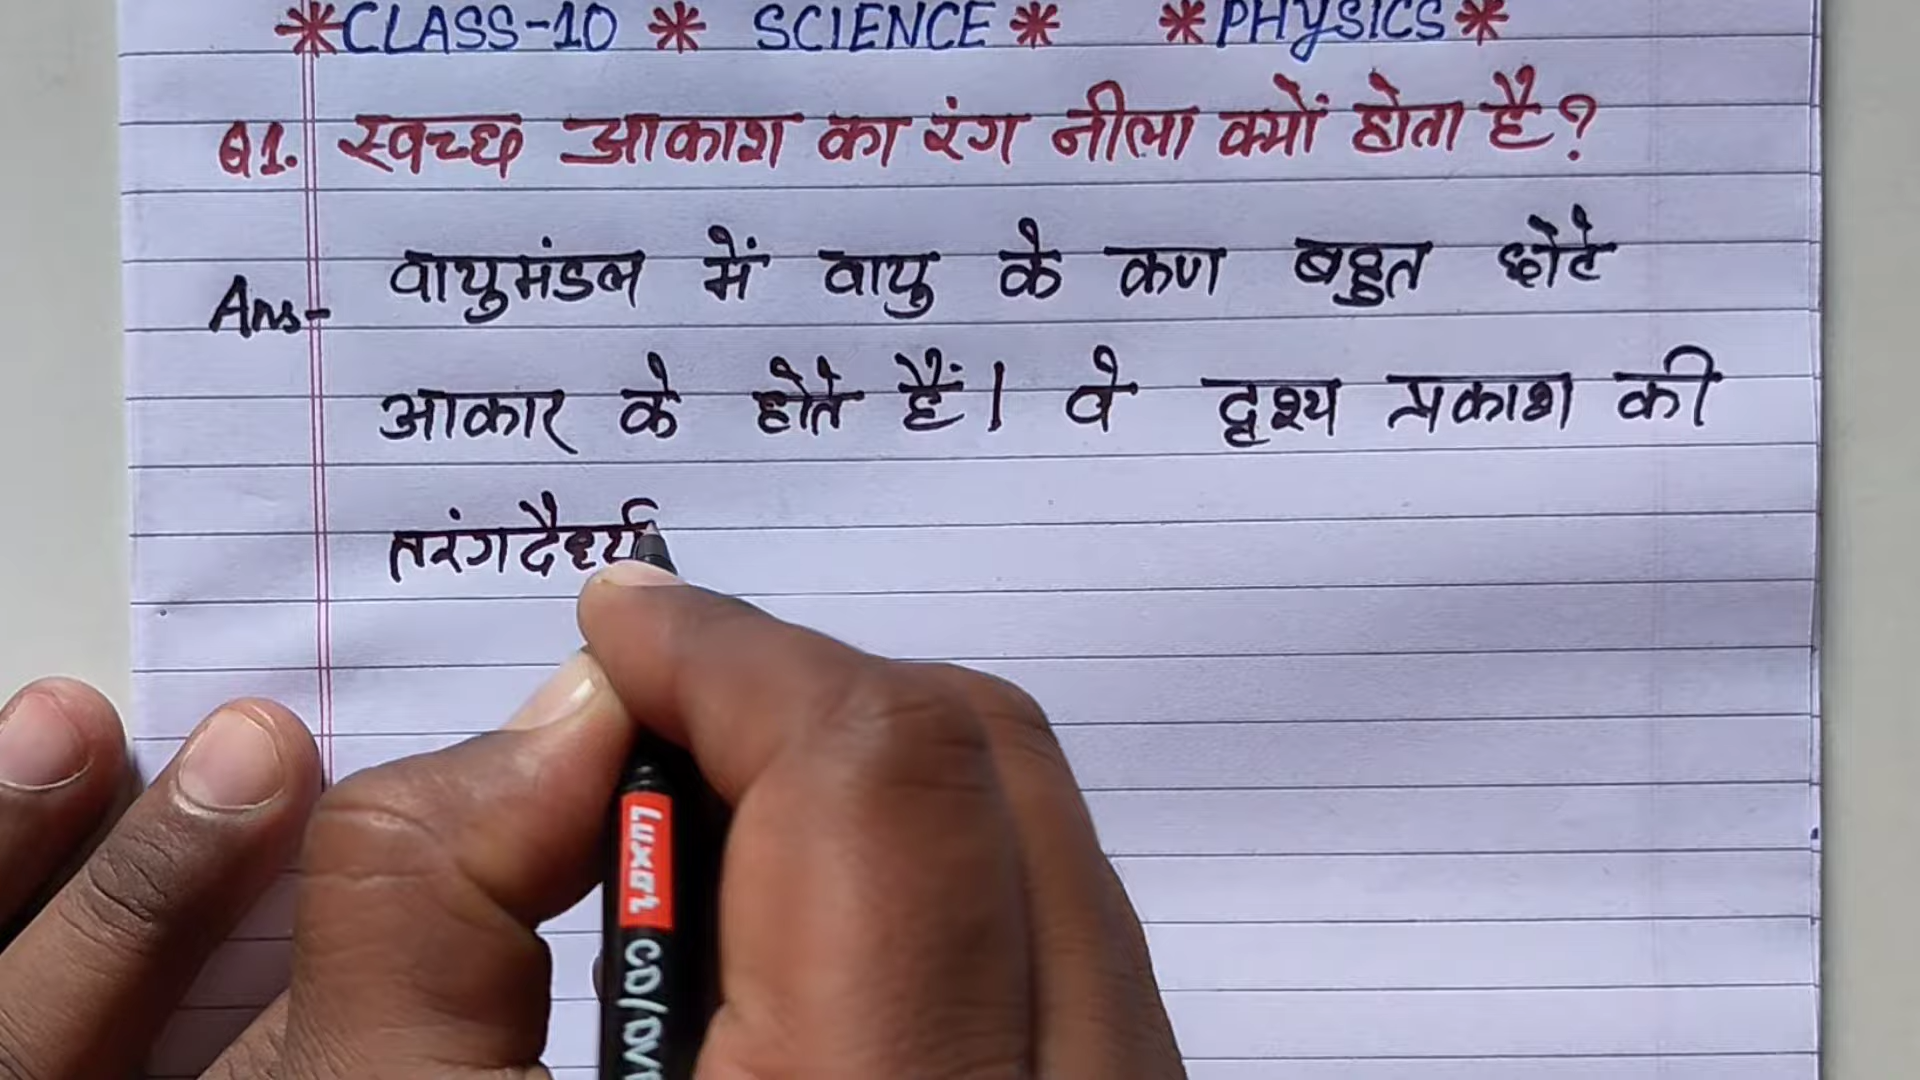 *CLASS-10 * SCIENCE * *PHYSICS*
Q1. स्वच्छ आकाश का रंग नीला क्यों होता है?
Ans- वायुमंडल में वायु के कण बहुत छोटे
आकार के होते हैं। वे दृश्य प्रकाश की
तरंगदैर्ध्य
Luxor
CD/DV